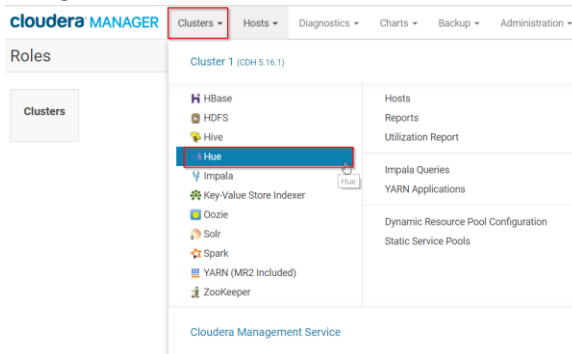 cloudera MANAGER
Clusters Hosts Diagnostics Charts Backup Administration
Roles
Clusters
Cluster 1 (CDH 5.16.1)
HBase
HDFS
Hive
Hue
Impala
Key-Value Store Indexer
Oozie
Solr
Spark
YARN (MR2 Included)
ZooKeeper
Hue
Hosts
Reports
Utilization Report
Impala Queries
YARN Applications
Dynamic Resource Pool Configuration
Static Service Pools
Cloudera Management Service